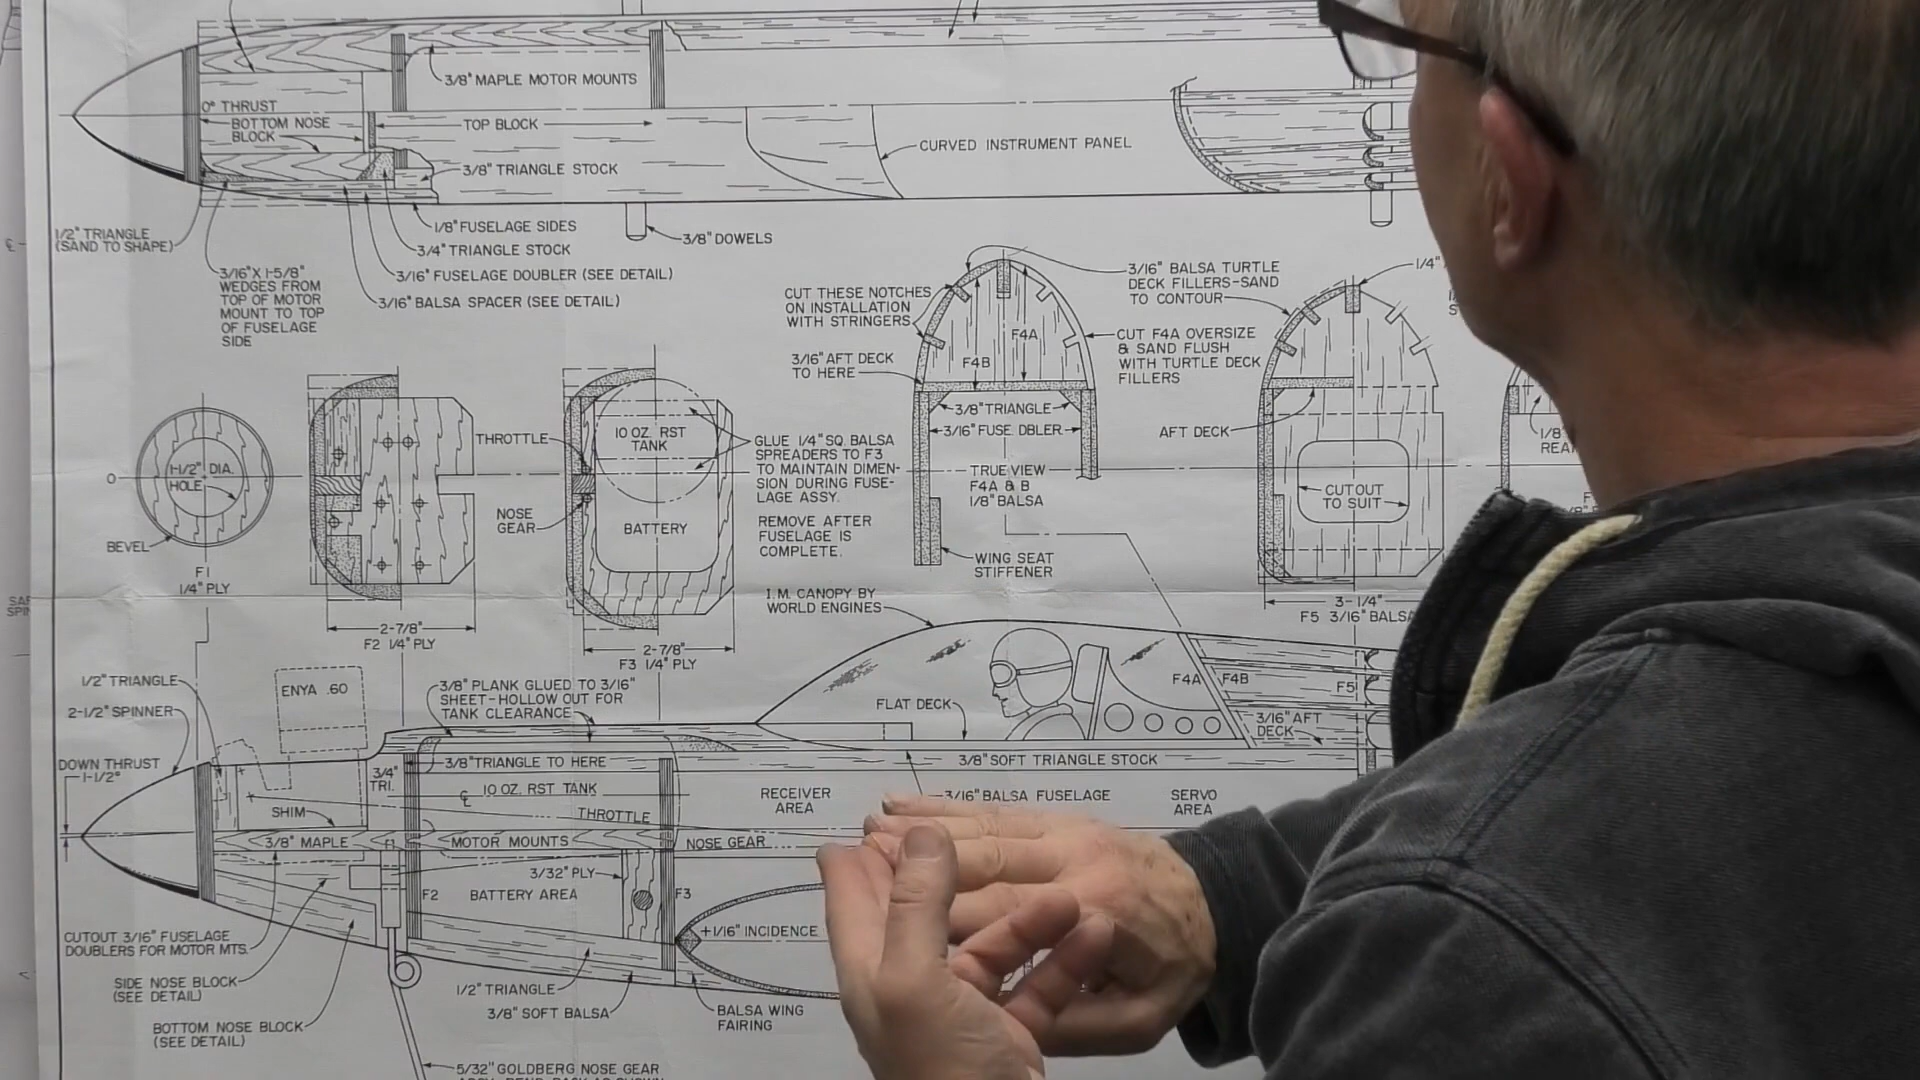 3/8" MAPLE MOTOR MOUNTS
0° THRUST
BOTTOM NOSE
BLOCK
TOP BLOCK
CURVED INSTRUMENT PANEL
3/8" TRIANGLE STOCK
1/8" FUSELAGE SIDES
3/4" TRIANGLE STOCK
3/8" DOWELS
1/2" TRIANGLE
(SAND TO SHAPE)
3/16" FUSELAGE DOUBLER (SEE DETAIL)
3/16" BALSA SPACER (SEE DETAIL)
3/16" X 1-5/8"
WEDGES FROM
TOP OF MOTOR
MOUNT TO TOP
OF FUSELAGE
SIDE
CUT THESE NOTCHES
ON INSTALLATION
WITH STRINGERS
3/16" AFT DECK
TO HERE
F4B
F4A
3/16" BALSA TURTLE
DECK FILLERS-SAND
TO CONTOUR
1/4"
CUT F4A OVERSIZE
& SAND FLUSH
WITH TURTLE DECK
FILLERS
3/8" TRIANGLE
3/16" FUSE. DBLER
TRUE VIEW
F4A & B
1/8" BALSA
WING SEAT
STIFFENER
AFT DECK
CUTOUT
TO SUIT
3-1/4"
F5 3/16" BALSA
1/8"
1-1/2" DIA.
HOLE
BEVEL
F1
1/4" PLY
2-7/8"
F2 1/4" PLY
THROTTLE
NOSE
GEAR
10 OZ. RST
TANK
BATTERY
2-7/8"
F3 1/4" PLY
GLUE 1/4" SQ. BALSA
SPREADERS TO F3
TO MAINTAIN DIMEN-
SION DURING FUSE-
LAGE ASSY.
REMOVE AFTER
FUSELAGE IS
COMPLETE.
I.M. CANOPY BY
WORLD ENGINES
1/2" TRIANGLE
2-1/2" SPINNER
ENYA .60
3/8" PLANK GLUED TO 3/16"
SHEET-HOLLOW OUT FOR
TANK CLEARANCE
FLAT DECK
F4A
F4B
F5
3/16" AFT
DECK
DOWN THRUST
1-1/2°
3/4"
TRI.
3/8" TRIANGLE TO HERE
3/8" SOFT TRIANGLE STOCK
10 OZ. RST TANK
THROTTLE
RECEIVER
AREA
3/16" BALSA FUSELAGE
SERVO
AREA
SHIM
3/8" MAPLE
MOTOR MOUNTS
NOSE GEAR
3/32" PLY
F2
BATTERY AREA
F3
+1/16" INCIDENCE
CUTOUT 3/16" FUSELAGE
DOUBLERS FOR MOTOR MTS.
SIDE NOSE BLOCK
(SEE DETAIL)
BOTTOM NOSE BLOCK
(SEE DETAIL)
1/2" TRIANGLE
3/8" SOFT BALSA
BALSA WING
FAIRING
5/32" GOLDBERG NOSE GEAR